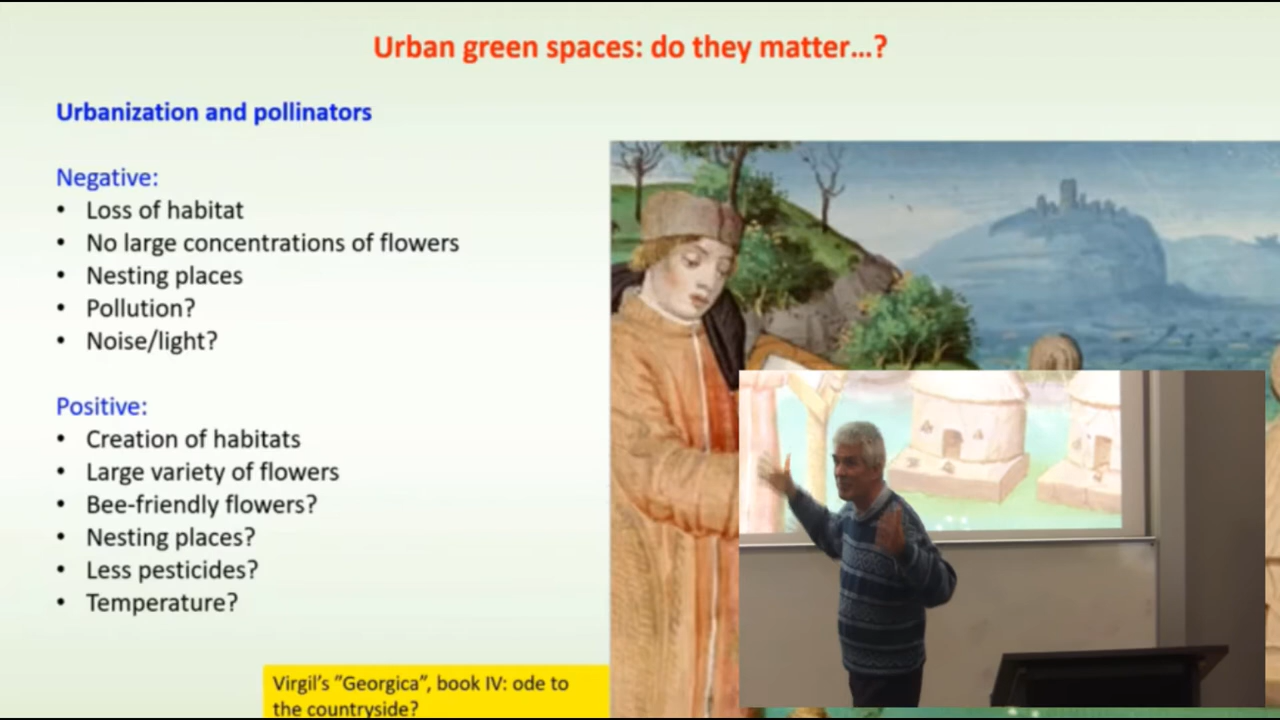 Urban green spaces: do they matter...?
Urbanization and pollinators
Negative:
• Loss of habitat
• No large concentrations of flowers
• Nesting places
• Pollution?
• Noise/light?
Positive:
• Creation of habitats
• Large variety of flowers
• Bee-friendly flowers?
• Nesting places?
• Less pesticides?
• Temperature?
Virgil's ”Georgica”, book IV: ode to
the countryside?